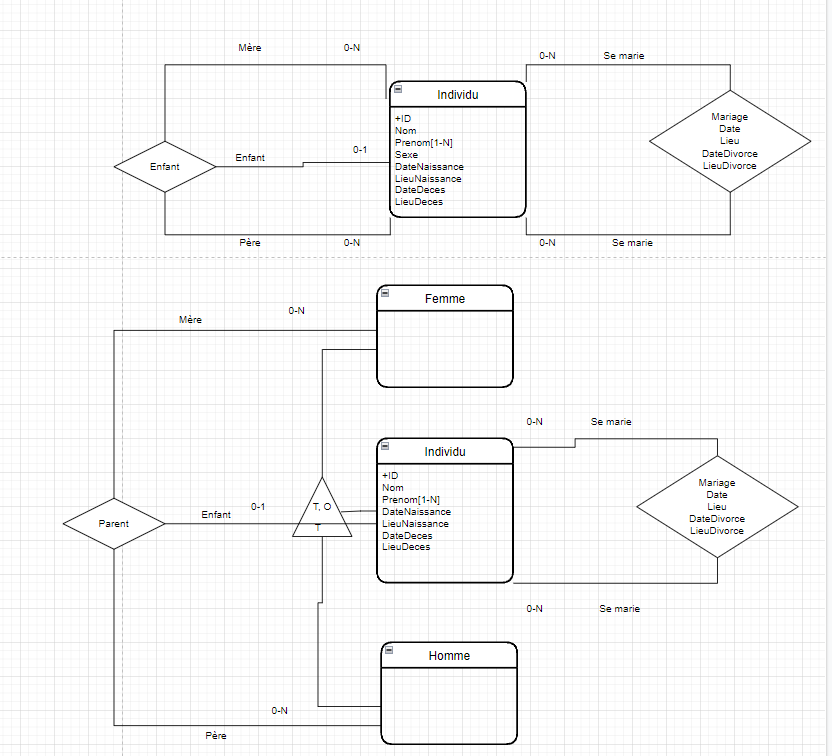 Mère
0-N
0-N
Se marie
Individu
+ID
Nom
Prenom[1-N]
Sexe
DateNaissance
LieuNaissance
DateDeces
LieuDeces
Mariage
Date
Lieu
DateDivorce
LieuDivorce
Enfant
Enfant
0-1
Père
0-N
0-N
Se marie
Femme
0-N
Mère
0-N
Se marie
Individu
+ID
Nom
Prenom[1-N]
DateNaissance
LieuNaissance
DateDeces
LieuDeces
Mariage
Date
Lieu
DateDivorce
LieuDivorce
Parent
Enfant
0-1
T, O
T
0-N
Se marie
Homme
0-N
Père